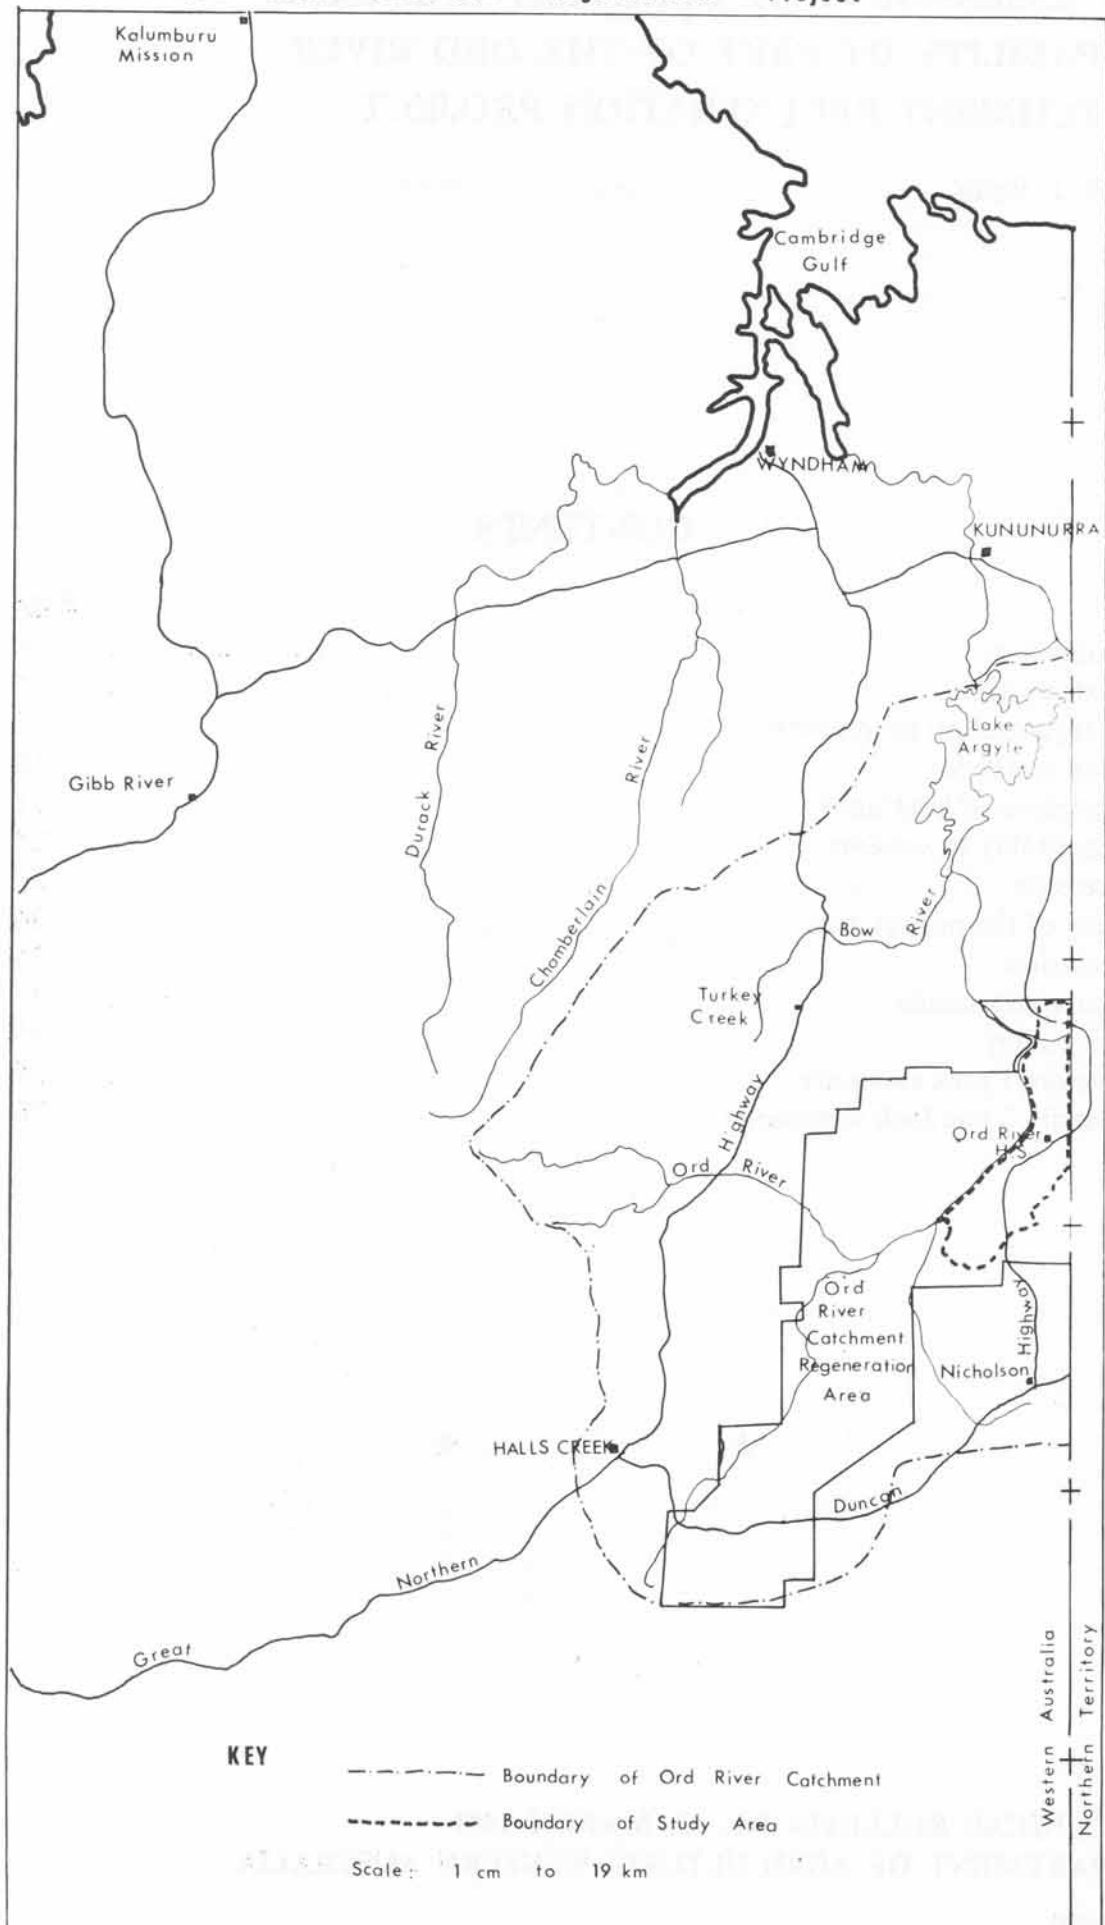 Project
Kalumburu
Mission
Cambridge
Gulf
WYNDHAM
KUNUNURRA
Lake
Argyle
Durack River
Chamberlain River
Gibb River
Bow River
Turkey
Creek
Highway
Ord River
H.S.
Ord River
Ord
River
Catchment
Regeneration
Area
Highway
Nicholson
HALLS CREEK
Duncan
Northern
Great
Western Australia
Northern Territory
KEY
Boundary of Ord River Catchment
Boundary of Study Area
Scale: 1 cm to 19 km